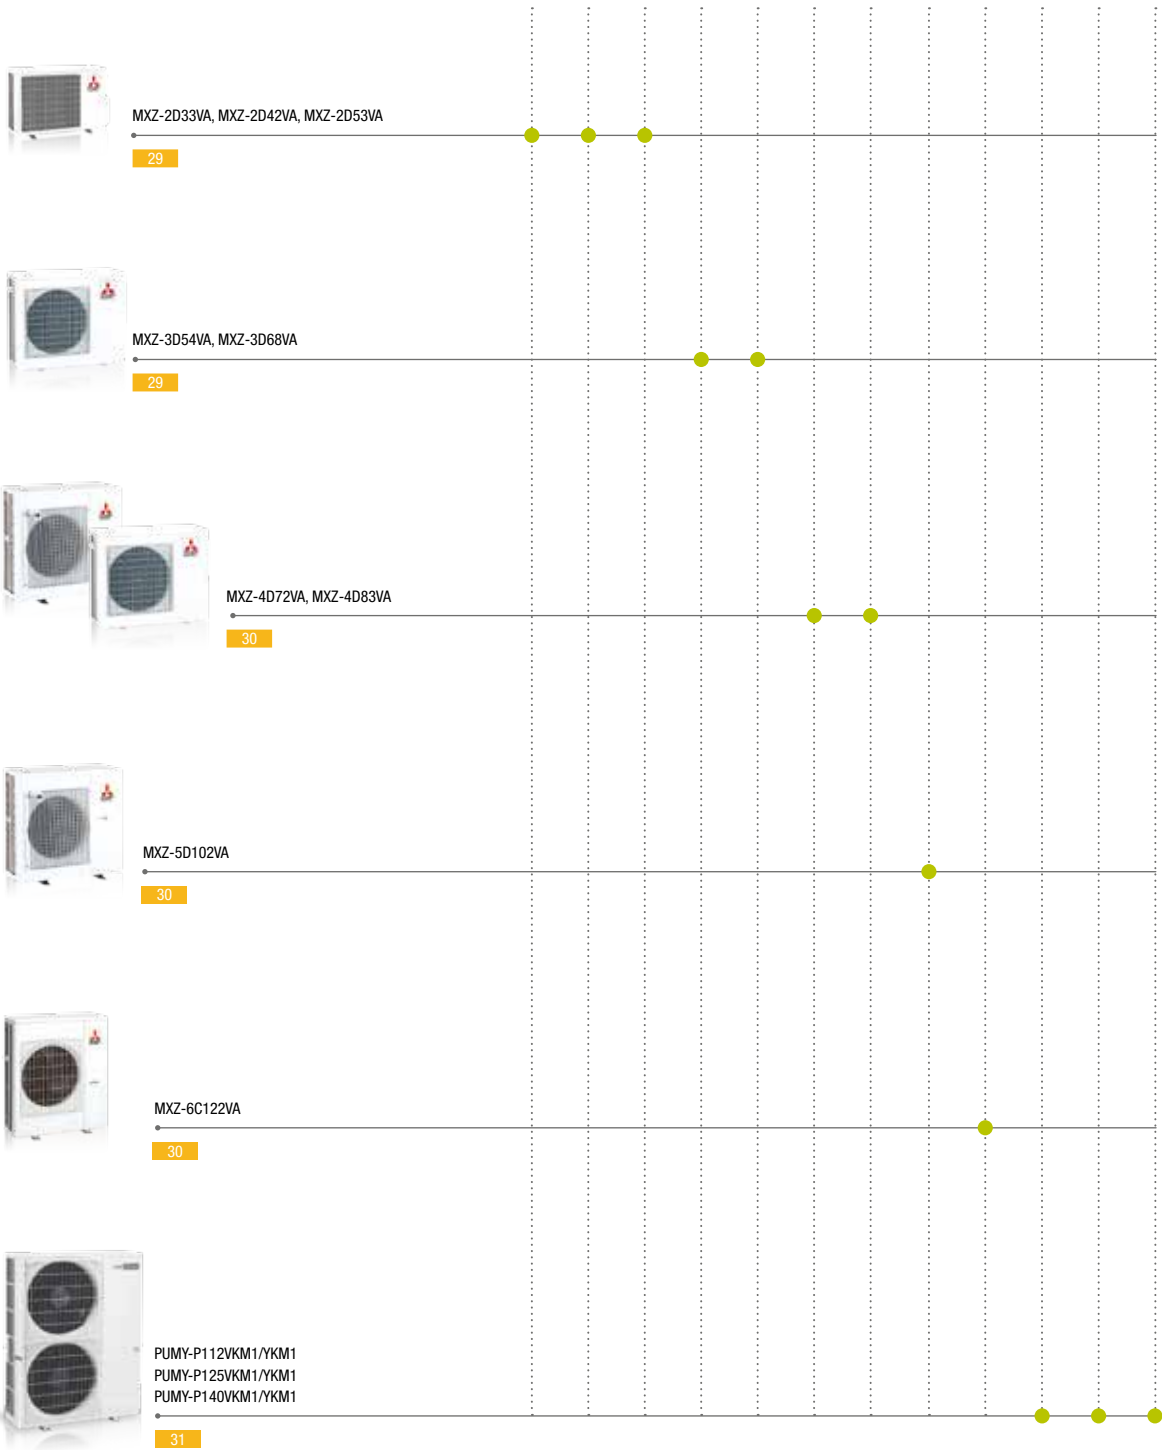 MXZ-2D33VA, MXZ-2D42VA, MXZ-2D53VA
29
MXZ-3D54VA, MXZ-3D68VA
29
MXZ-4D72VA, MXZ-4D83VA
30
MXZ-5D102VA
30
MXZ-6C122VA
30
PUMY-P112VKM1/YKM1
PUMY-P125VKM1/YKM1
PUMY-P140VKM1/YKM1
31